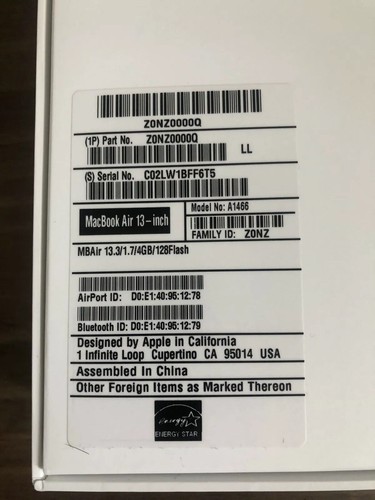 Z0NZ0000Q
(1P) Part No. Z0NZ0000Q
LL
(S) Serial No. C02LW1BFF6T5
MacBook Air 13-inch
Model No: A1466
FAMILY ID: Z0NZ
MBAir 13.3/1.7/4GB/128Flash
AirPort ID: D0:E1:40:95:12:78
Bluetooth ID: D0:E1:40:95:12:79
Designed by Apple in California
1 Infinite Loop Cupertino CA 95014 USA
Assembled In China
Other Foreign Items as Marked Thereon
energy
ENERGY STAR